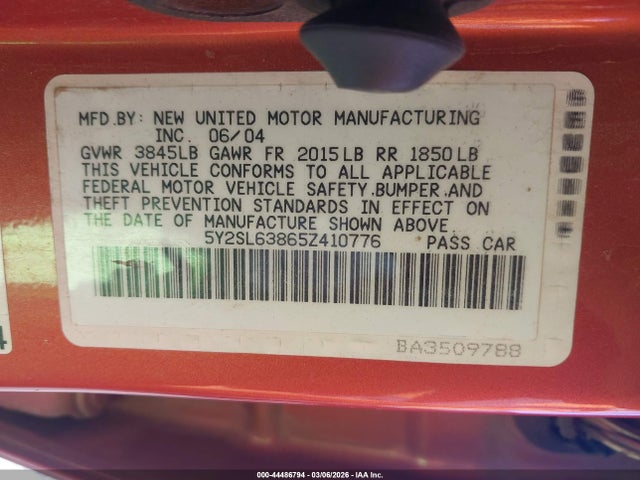 MFD.BY: NEW UNITED MOTOR MANUFACTURING
INC. 06/04
GVWR 3845LB GAWR FR 2015LB RR 1850LB
THIS VEHICLE CONFORMS TO ALL APPLICABLE
FEDERAL MOTOR VEHICLE SAFETY,BUMPER,AND
THEFT PREVENTION STANDARDS IN EFFECT ON
THE DATE OF MANUFACTURE SHOWN ABOVE
5Y2SL63865Z410776 PASS CAR
BA3509788
4
000-44486794 - 03/06/2026 - IAA Inc.